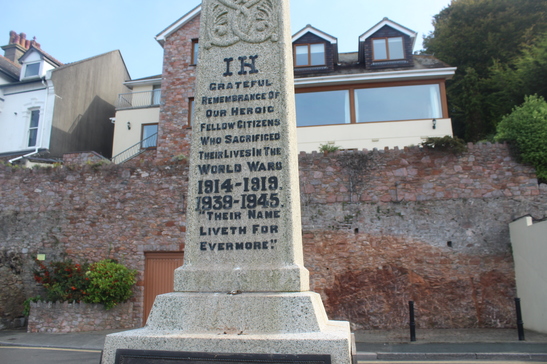 IN
GRATEFUL
REMEMBRANCE OF
OUR HEROIC
FELLOW CITIZENS
WHO SACRIFICED
THEIR LIVES IN THE
WORLD WARS
1914-1919.
1939-1945.
"THEIR NAME
LIVETH FOR
EVERMORE"